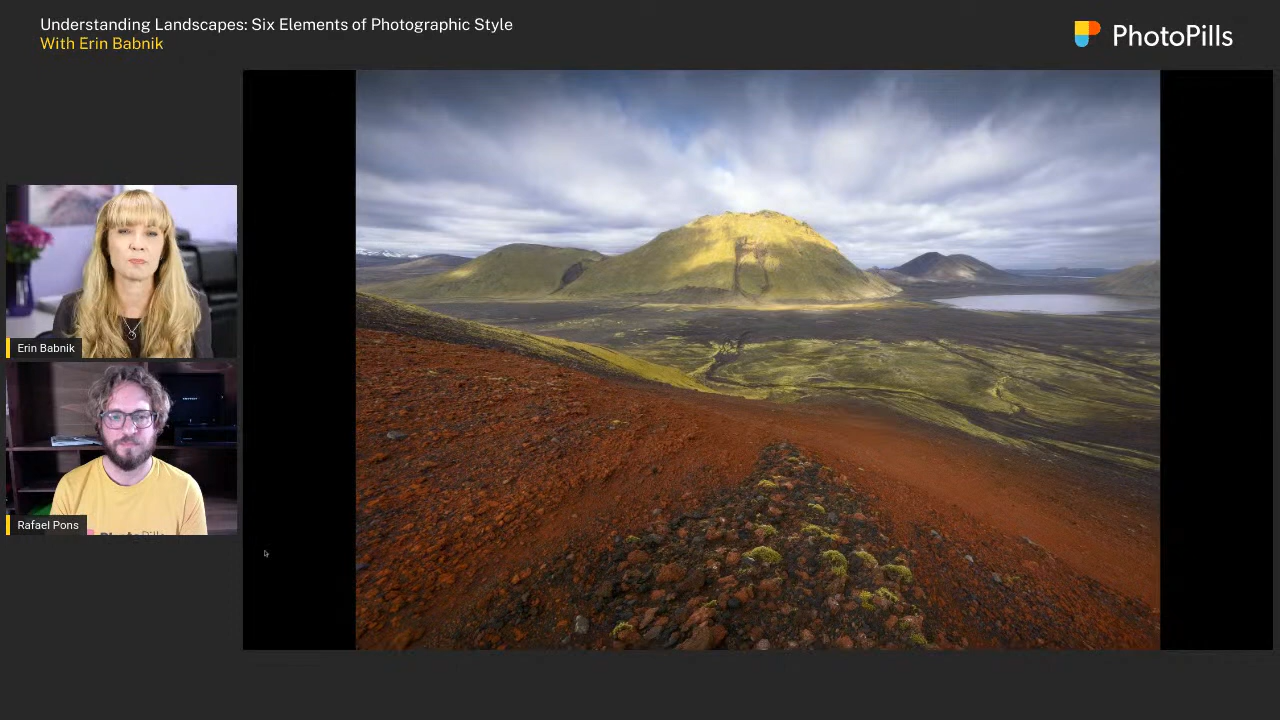 Understanding Landscapes: Six Elements of Photographic Style
With Erin Babnik
PhotoPills
Erin Babnik
Rafael Pons